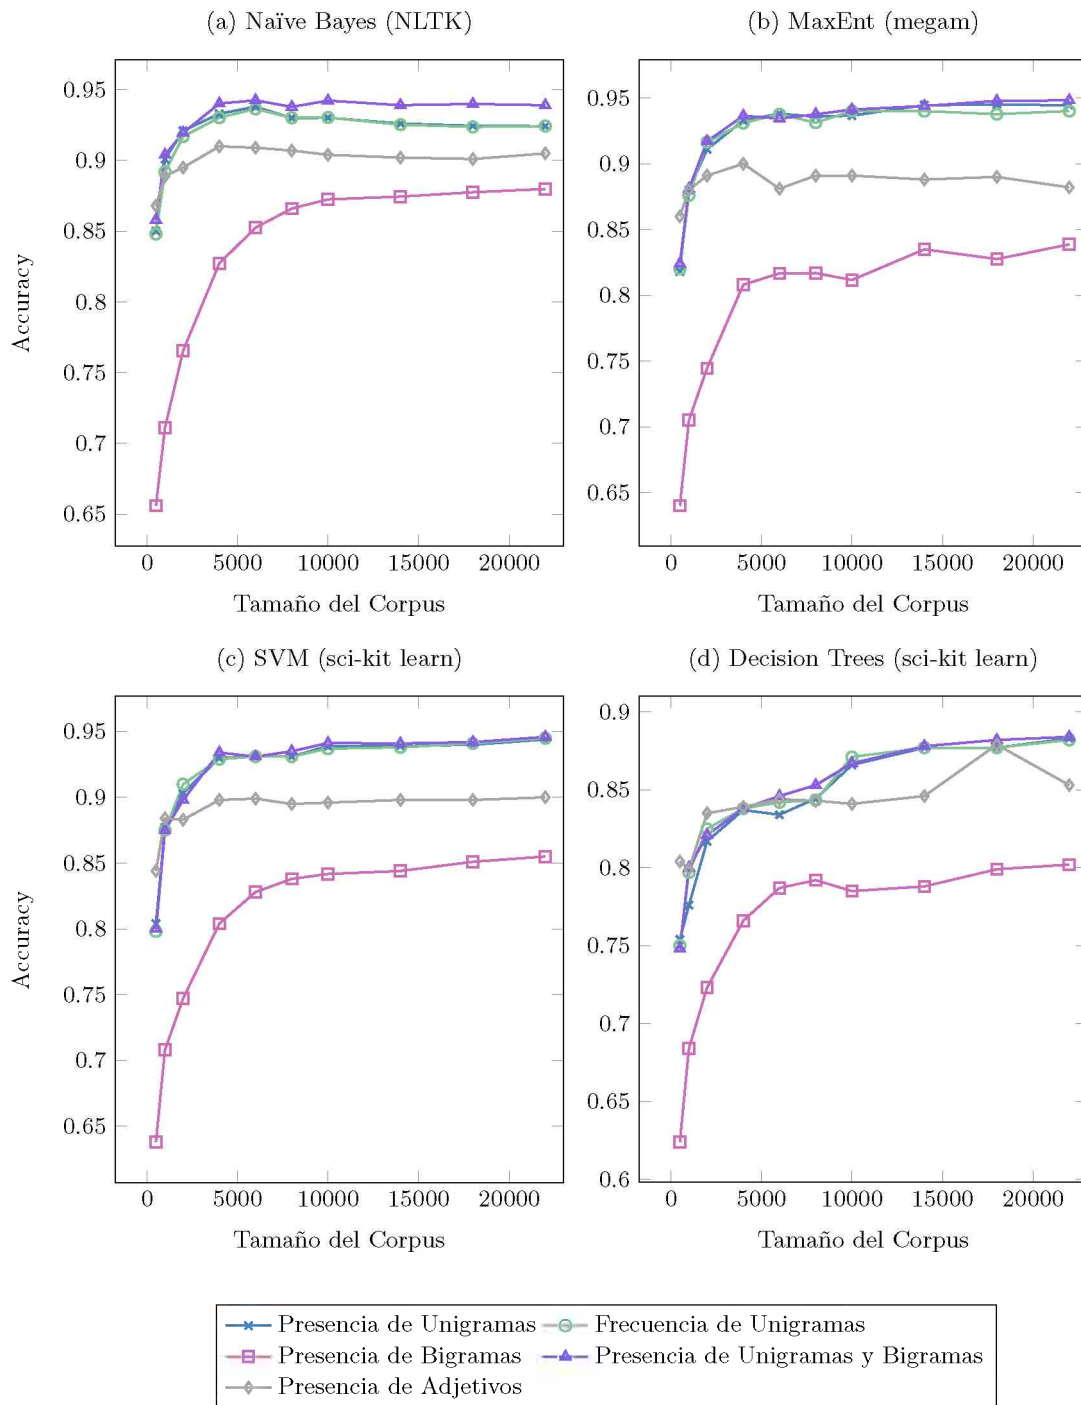 (a) Naïve Bayes (NLTK)
0.95
0.9
0.85
0.8
0.75
0.7
0.65
Accuracy
0 5000 10000 15000 20000
Tamaño del Corpus
(b) MaxEnt (megam)
0.95
0.9
0.85
0.8
0.75
0.7
0.65
0 5000 10000 15000 20000
Tamaño del Corpus
(c) SVM (sci-kit learn)
0.95
0.9
0.85
0.8
0.75
0.7
0.65
Accuracy
0 5000 10000 15000 20000
Tamaño del Corpus
(d) Decision Trees (sci-kit learn)
0.9
0.85
0.8
0.75
0.7
0.65
0.6
0 5000 10000 15000 20000
Tamaño del Corpus
Presencia de Unigramas Frecuencia de Unigramas
Presencia de Bigramas Presencia de Unigramas y Bigramas
Presencia de Adjetivos